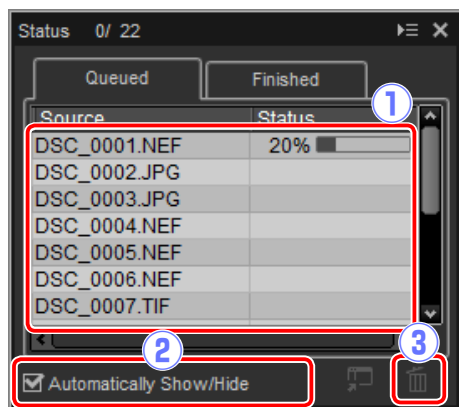 Status 0/ 22
Queued Finished
1
Source Status
DSC_0001.NEF 20%
DSC_0002.JPG
DSC_0003.JPG
DSC_0004.NEF
DSC_0005.NEF
DSC_0006.NEF
DSC_0007.TIF
2
3
Automatically Show/Hide